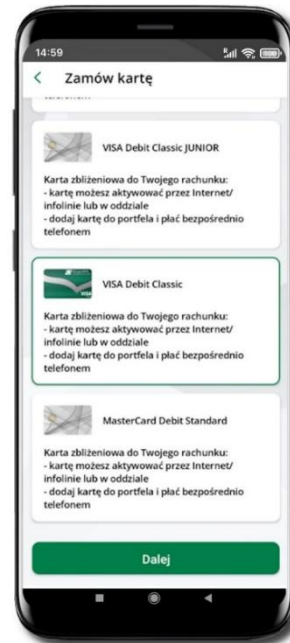 14:59
Zamów kartę
telefonem
VISA Debit Classic JUNIOR
Karta zbliżeniowa do Twojego rachunku:
- kartę możesz aktywować przez Internet/
infolinie lub w oddziale
- dodaj kartę do portfela i płać bezpośrednio
telefonem
VISA
VISA Debit Classic
Karta zbliżeniowa do Twojego rachunku:
- kartę możesz aktywować przez Internet/
infolinie lub w oddziale
- dodaj kartę do portfela i płać bezpośrednio
telefonem
MasterCard Debit Standard
Karta zbliżeniowa do Twojego rachunku:
- kartę możesz aktywować przez Internet/
infolinie lub w oddziale
- dodaj kartę do portfela i płać bezpośrednio
telefonem
Dalej